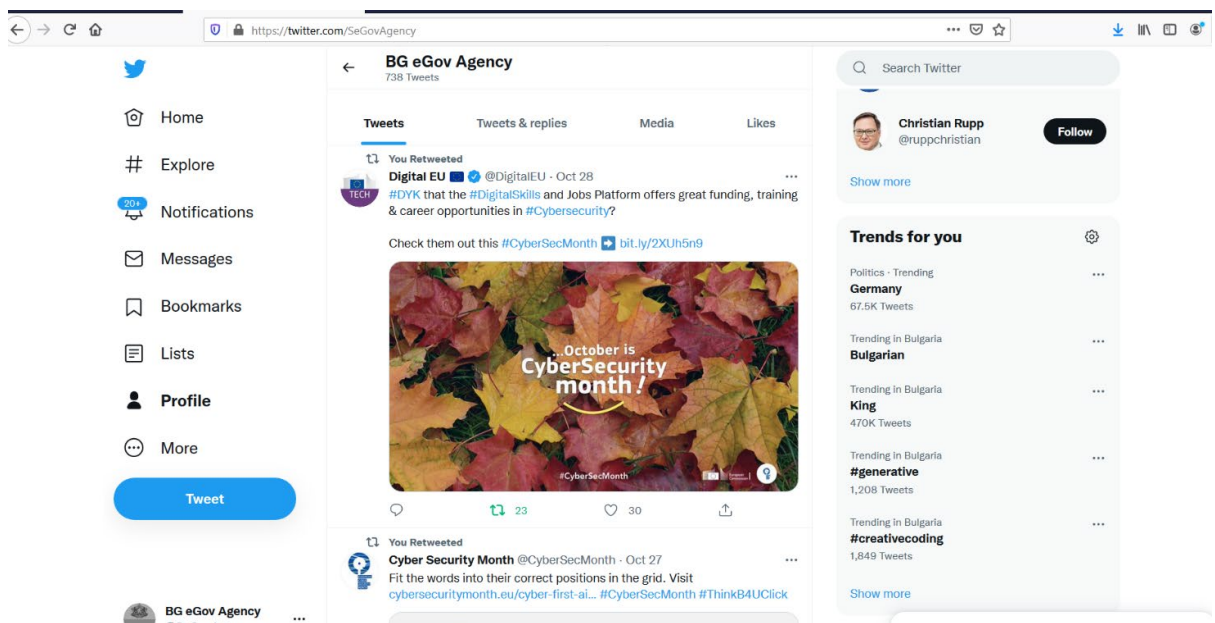 https://twitter.com/SeGovAgency
BG eGov Agency
738 Tweets
Search Twitter
Home
Explore
20+
Notifications
Messages
Bookmarks
Lists
Profile
More
Tweet
BG eGov Agency
Tweets
Tweets & replies
Media
Likes
You Retweeted
Digital EU @DigitalEU · Oct 28
TECH
#DYK that the #DigitalSkills and Jobs Platform offers great funding, training
& career opportunities in #Cybersecurity?
Check them out this #CyberSecMonth ➡ bit.ly/2XUh5n9
...October is
CyberSecurity
month!
#CyberSecMonth
23
30
You Retweeted
Cyber Security Month @CyberSecMonth · Oct 27
Fit the words into their correct positions in the grid. Visit
cybersecuritymonth.eu/cyber-first-ai... #CyberSecMonth #ThinkB4UClick
Christian Rupp
@ruppchristian
Follow
Show more
Trends for you
Politics · Trending
Germany
67.5K Tweets
Trending in Bulgaria
Bulgarian
Trending in Bulgaria
King
470K Tweets
Trending in Bulgaria
#generative
1,208 Tweets
Trending in Bulgaria
#creativecoding
1,849 Tweets
Show more